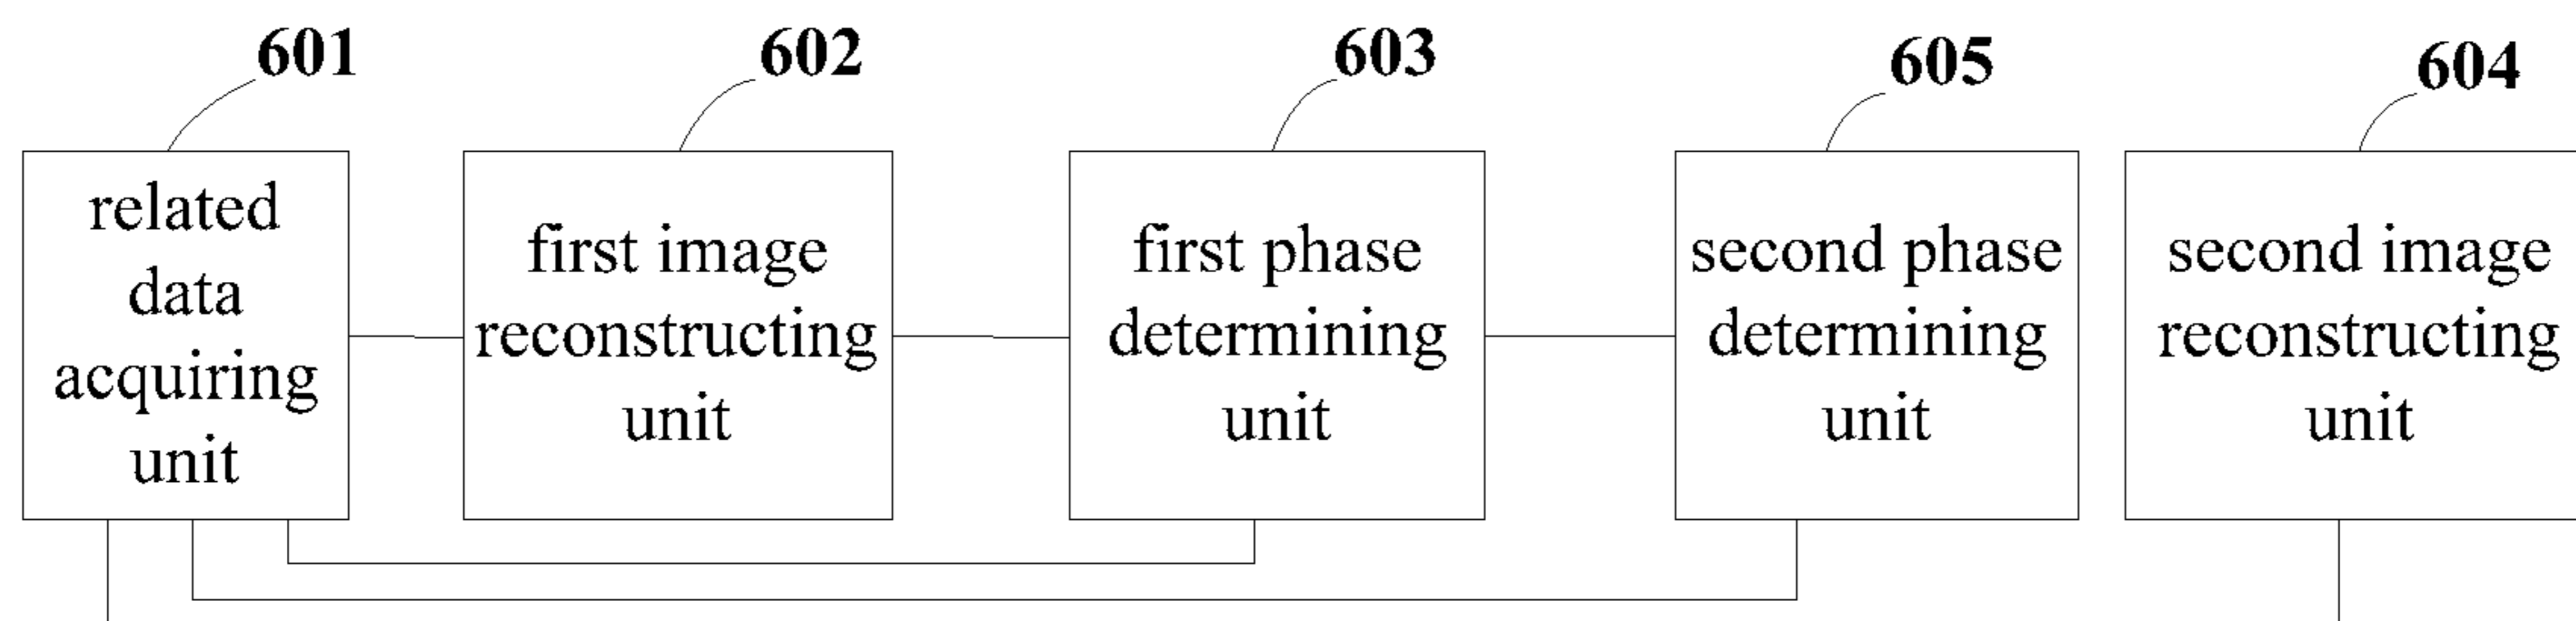 601
602
603
605
604
related
data
acquiring
unit
first image
reconstructing
unit
first phase
determining
unit
second phase
determining
unit
second image
reconstructing
unit